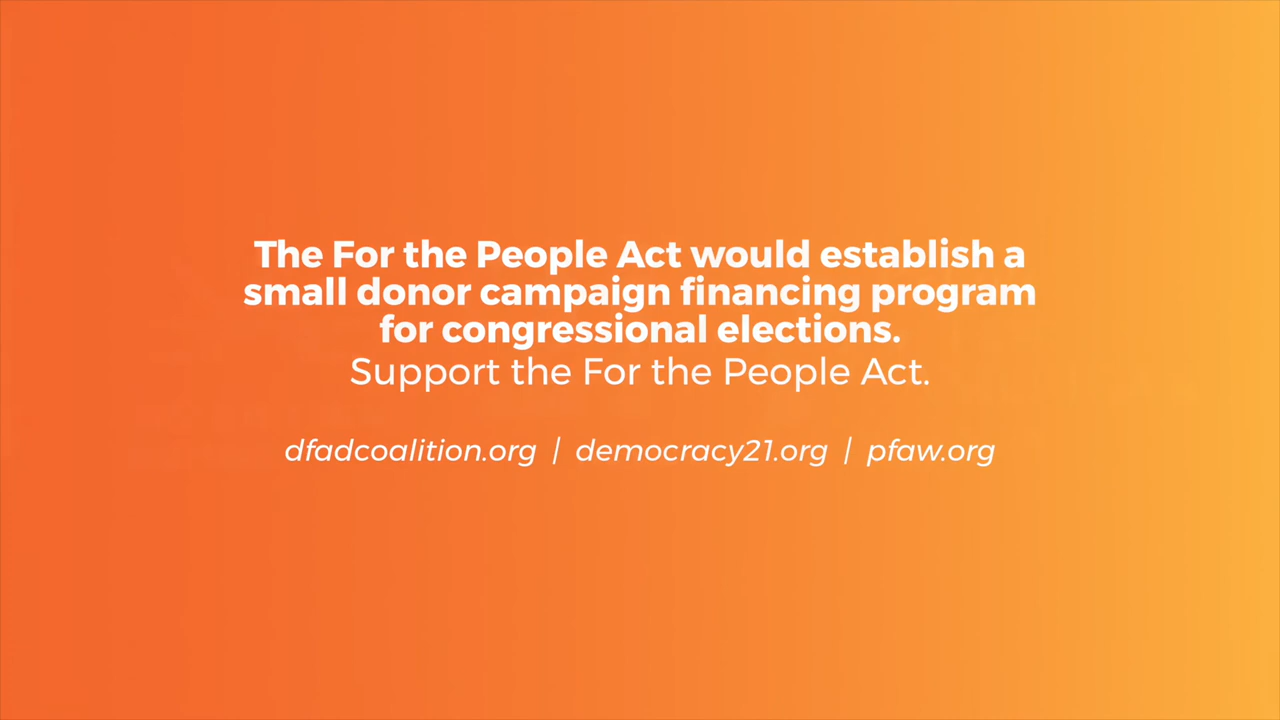 The For the People Act would establish a
small donor campaign financing program
for congressional elections.
Support the For the People Act.
dfadcoalition.org | democracy21.org | pfaw.org